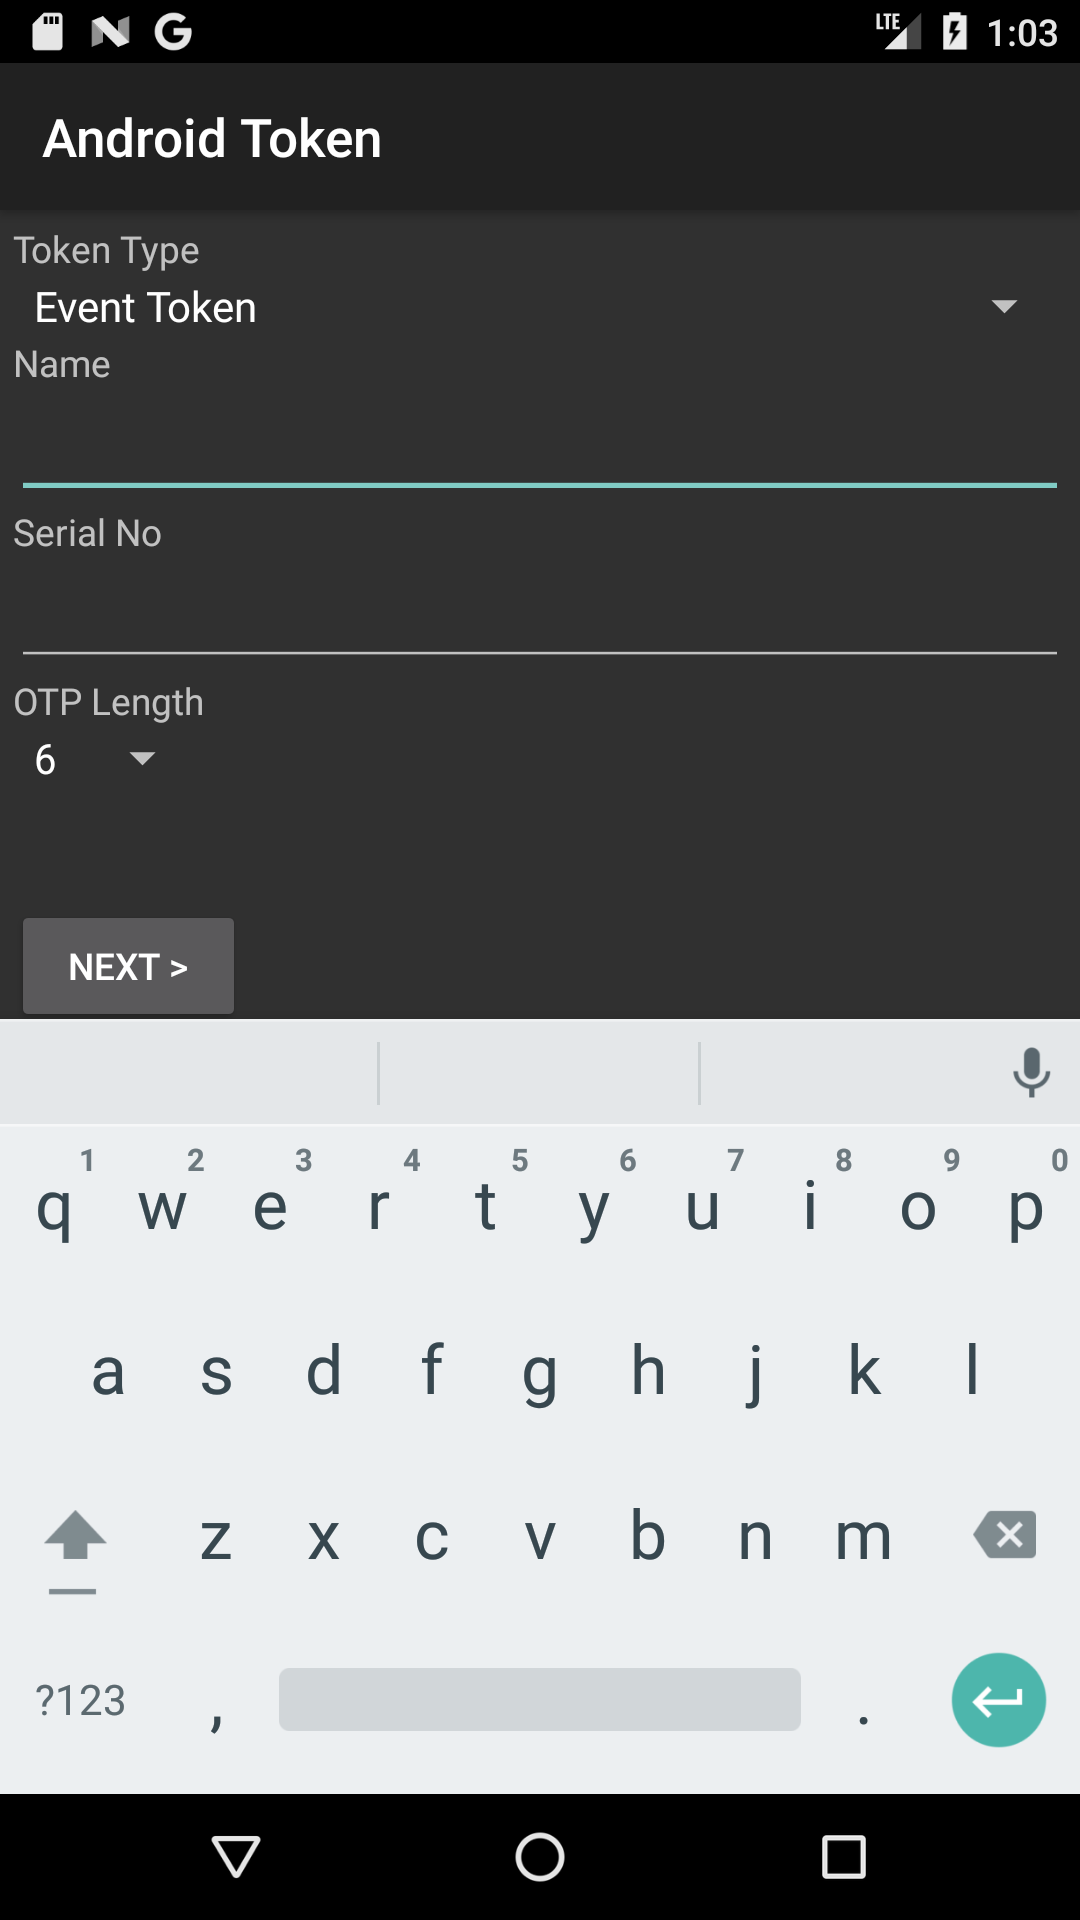 LTE 1:03
Android Token
Token Type
Event Token
Name
Serial No
OTP Length
6
NEXT >
1 2 3 4 5 6 7 8 9 0
q w e r t y u i o p
a s d f g h j k l
z x c v b n m
?123 , .